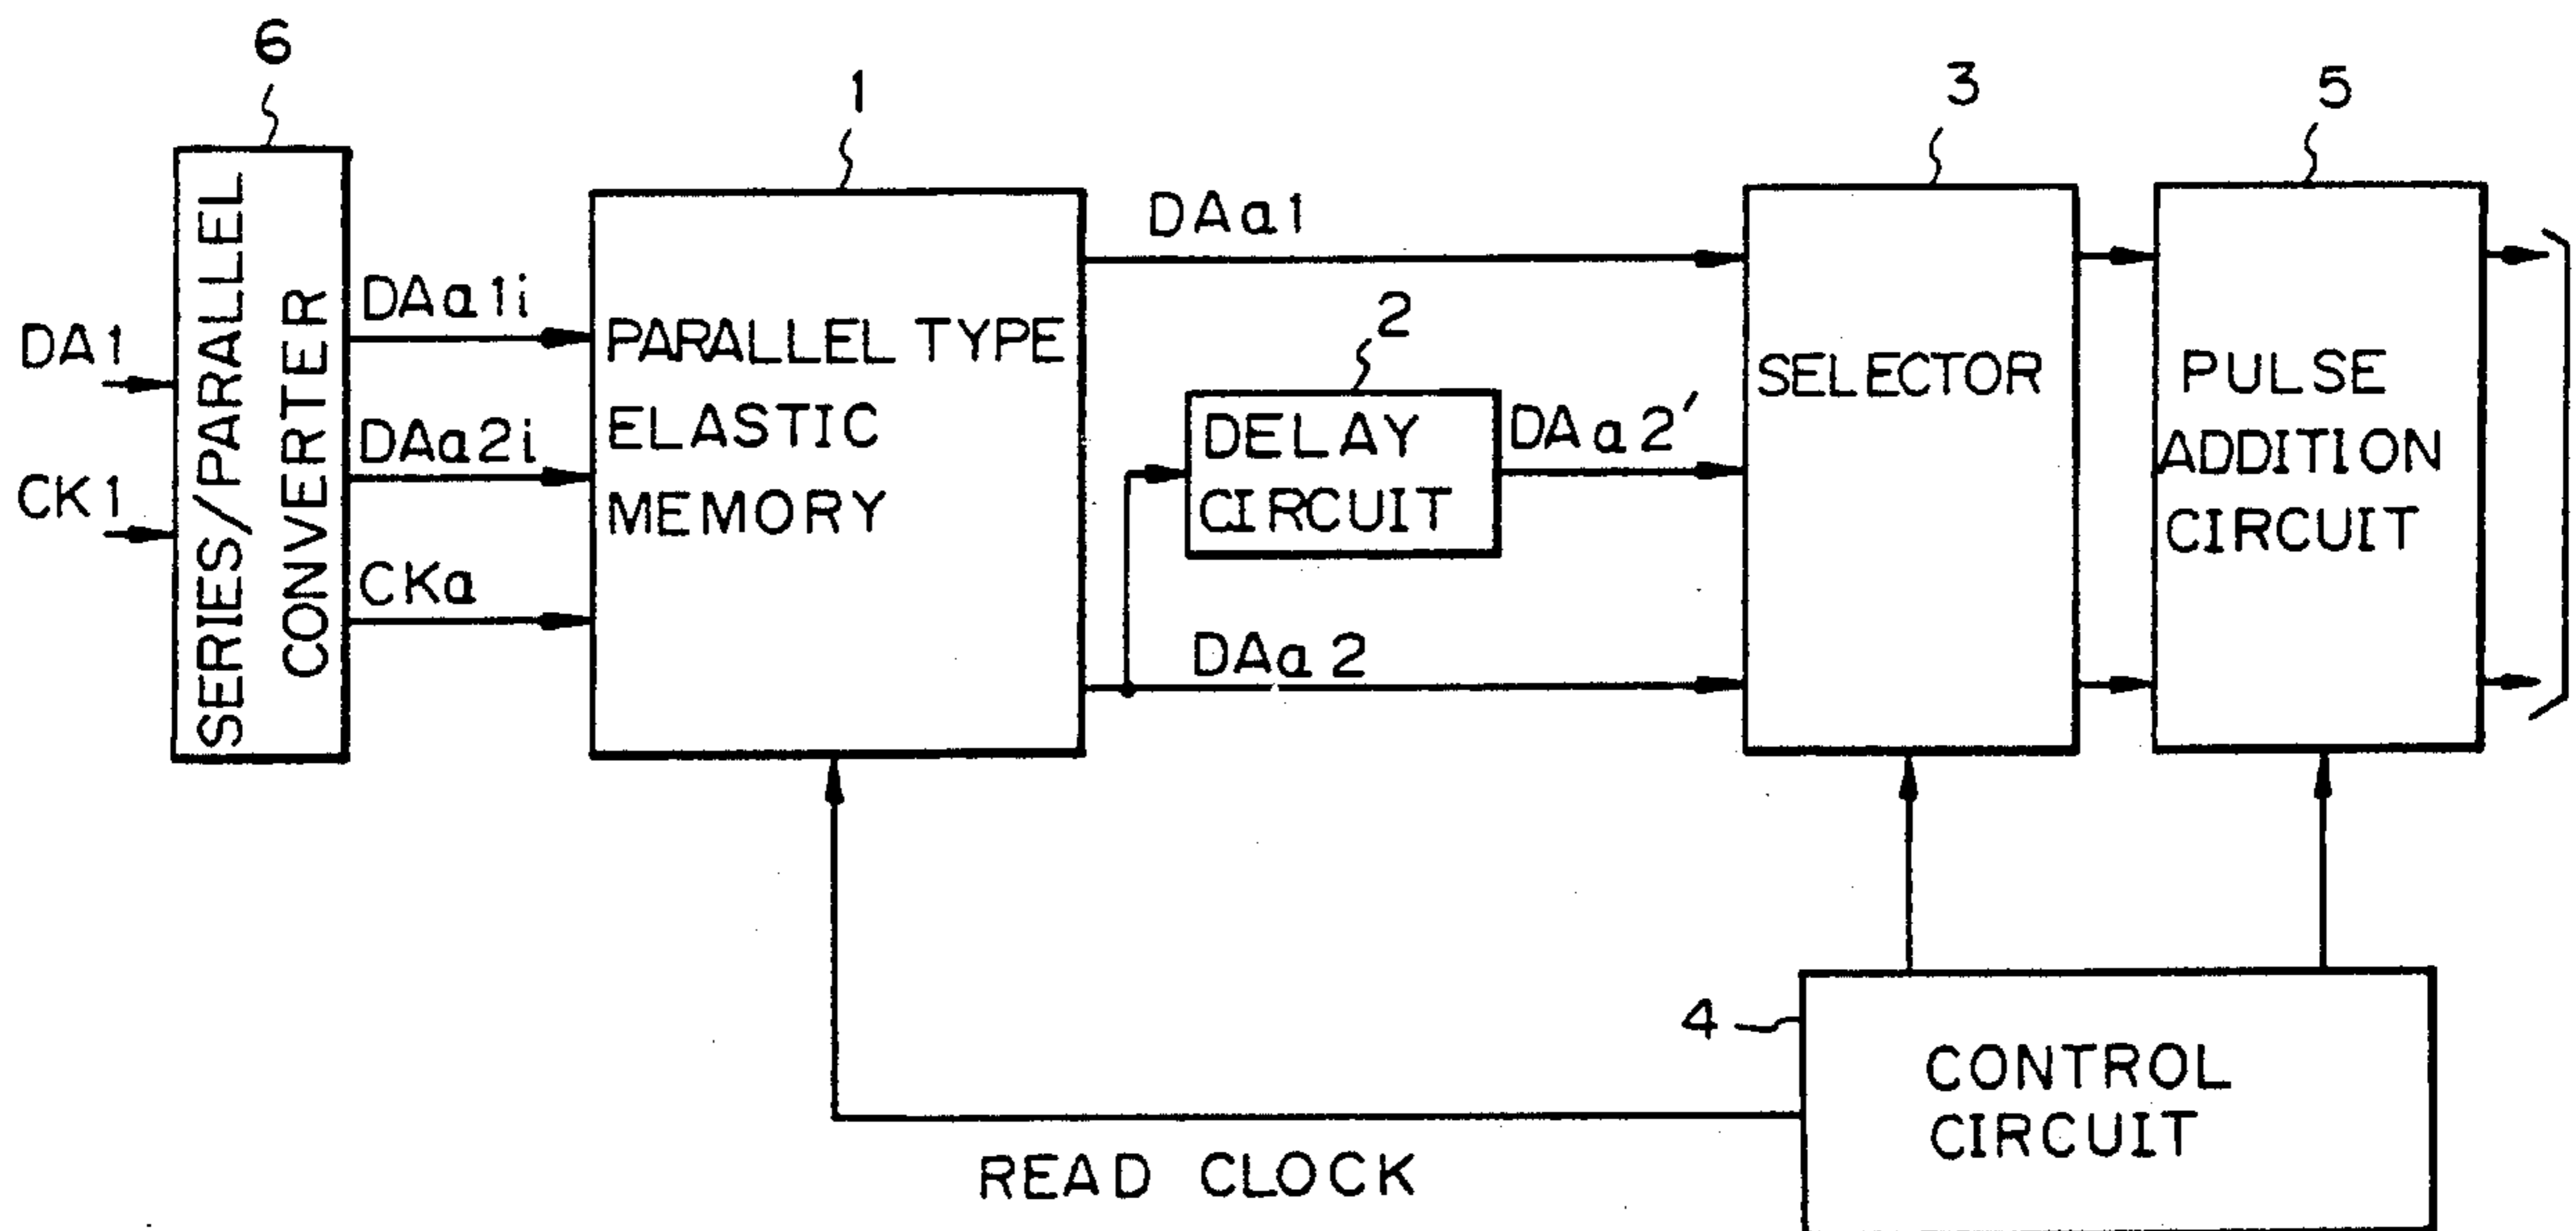 6
1
3
5
SERIES/PARALLEL
CONVERTER
DA1
CK1
DAa1i
DAa2i
CKa
PARALLEL TYPE
ELASTIC
MEMORY
DAa1
2
DELAY
CIRCUIT
DAa2'
DAa2
SELECTOR
PULSE
ADDITION
CIRCUIT
4
CONTROL
CIRCUIT
READ CLOCK